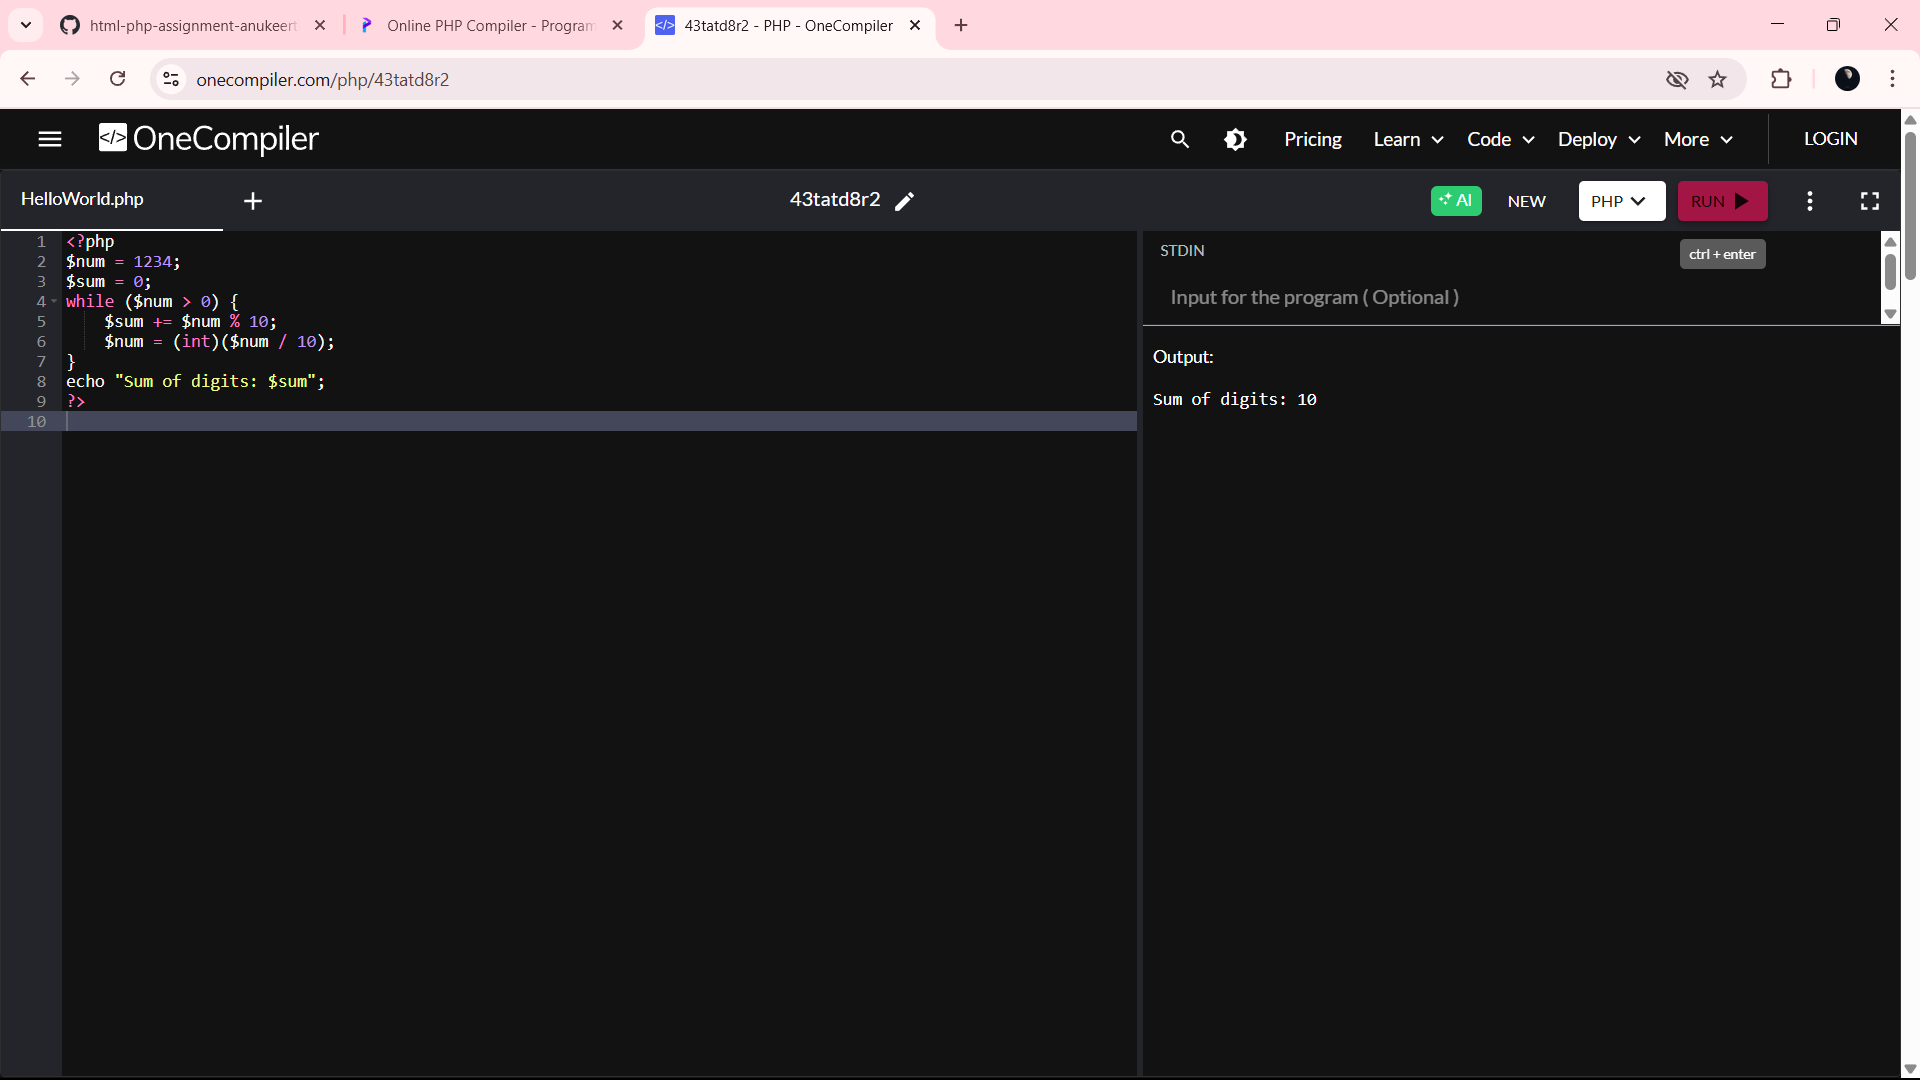 html-php-assignment-anukeert
Online PHP Compiler - Program
43tatd8r2 - PHP - OneCompiler
onecompiler.com/php/43tatd8r2
</> OneCompiler
Pricing
Learn
Code
Deploy
More
LOGIN
HelloWorld.php
43tatd8r2
AI
NEW
PHP
RUN
ctrl + enter
1 <?php
2 $num = 1234;
3 $sum = 0;
4 while ($num > 0) {
5     $sum += $num % 10;
6     $num = (int)($num / 10);
7 }
8 echo "Sum of digits: $sum";
9 ?>
10
STDIN
Input for the program ( Optional )
Output:
Sum of digits: 10